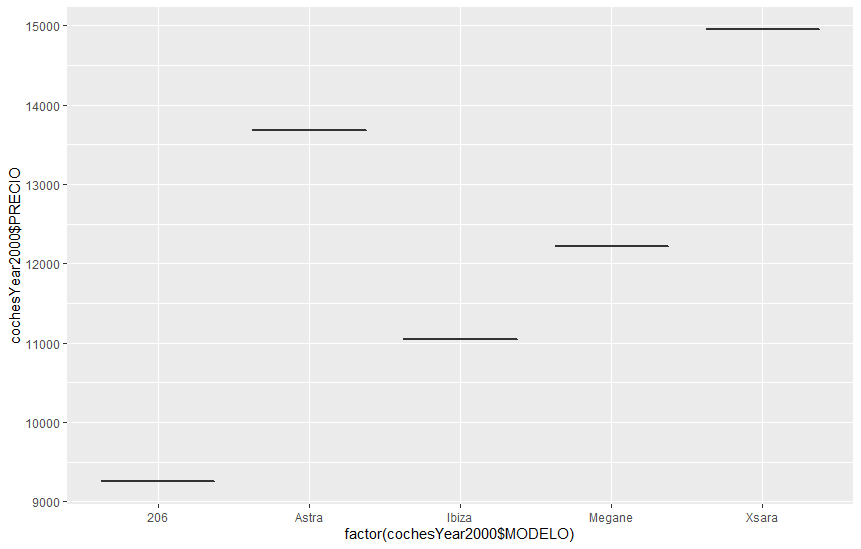 cochesYear2000$PRECIO
15000
14000
13000
12000
11000
10000
9000
206 Astra Ibiza Megane Xsara
factor(cochesYear2000$MODELO)